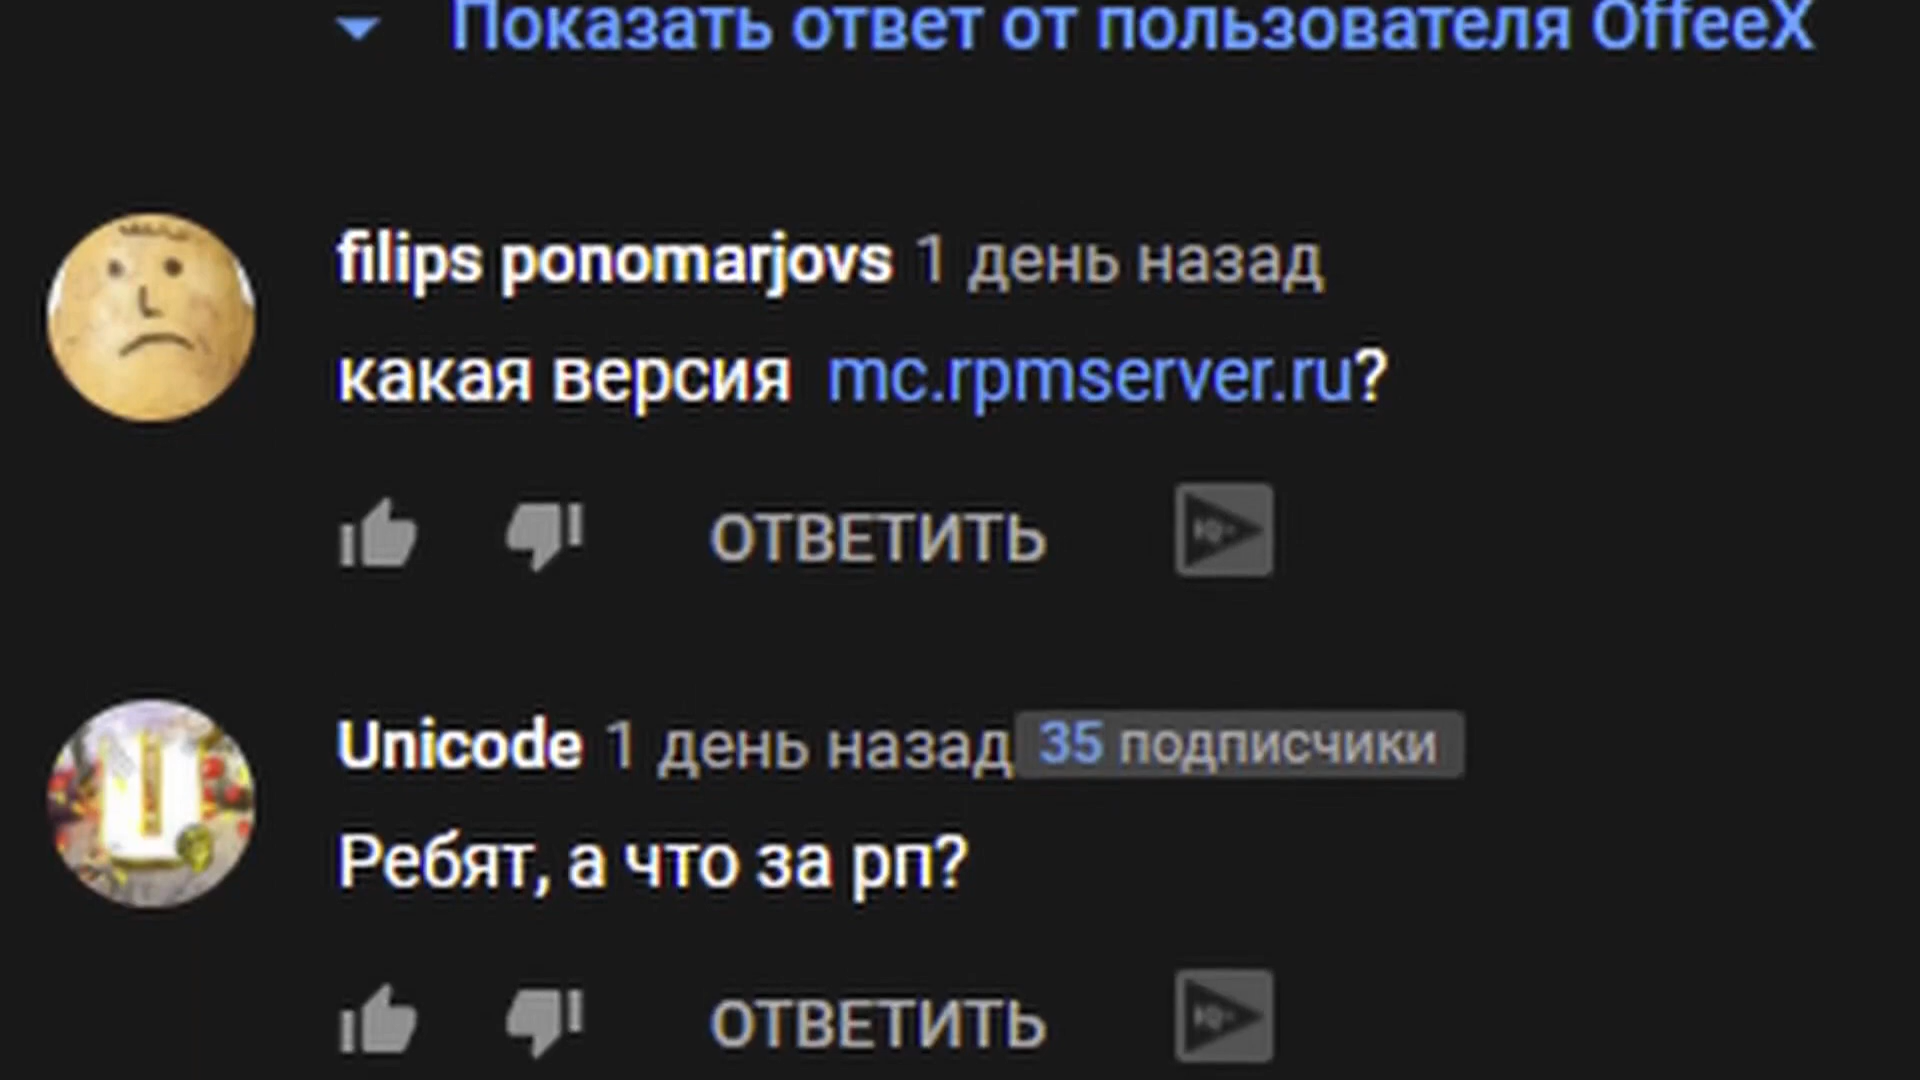 Показать ответ от пользователя OffeeX
filips ponomarjovs 1 день назад
какая версия mc.rpmserver.ru?
ОТВЕТИТЬ
Unicode 1 день назад 35 подписчики
Ребят, а что за рп?
ОТВЕТИТЬ